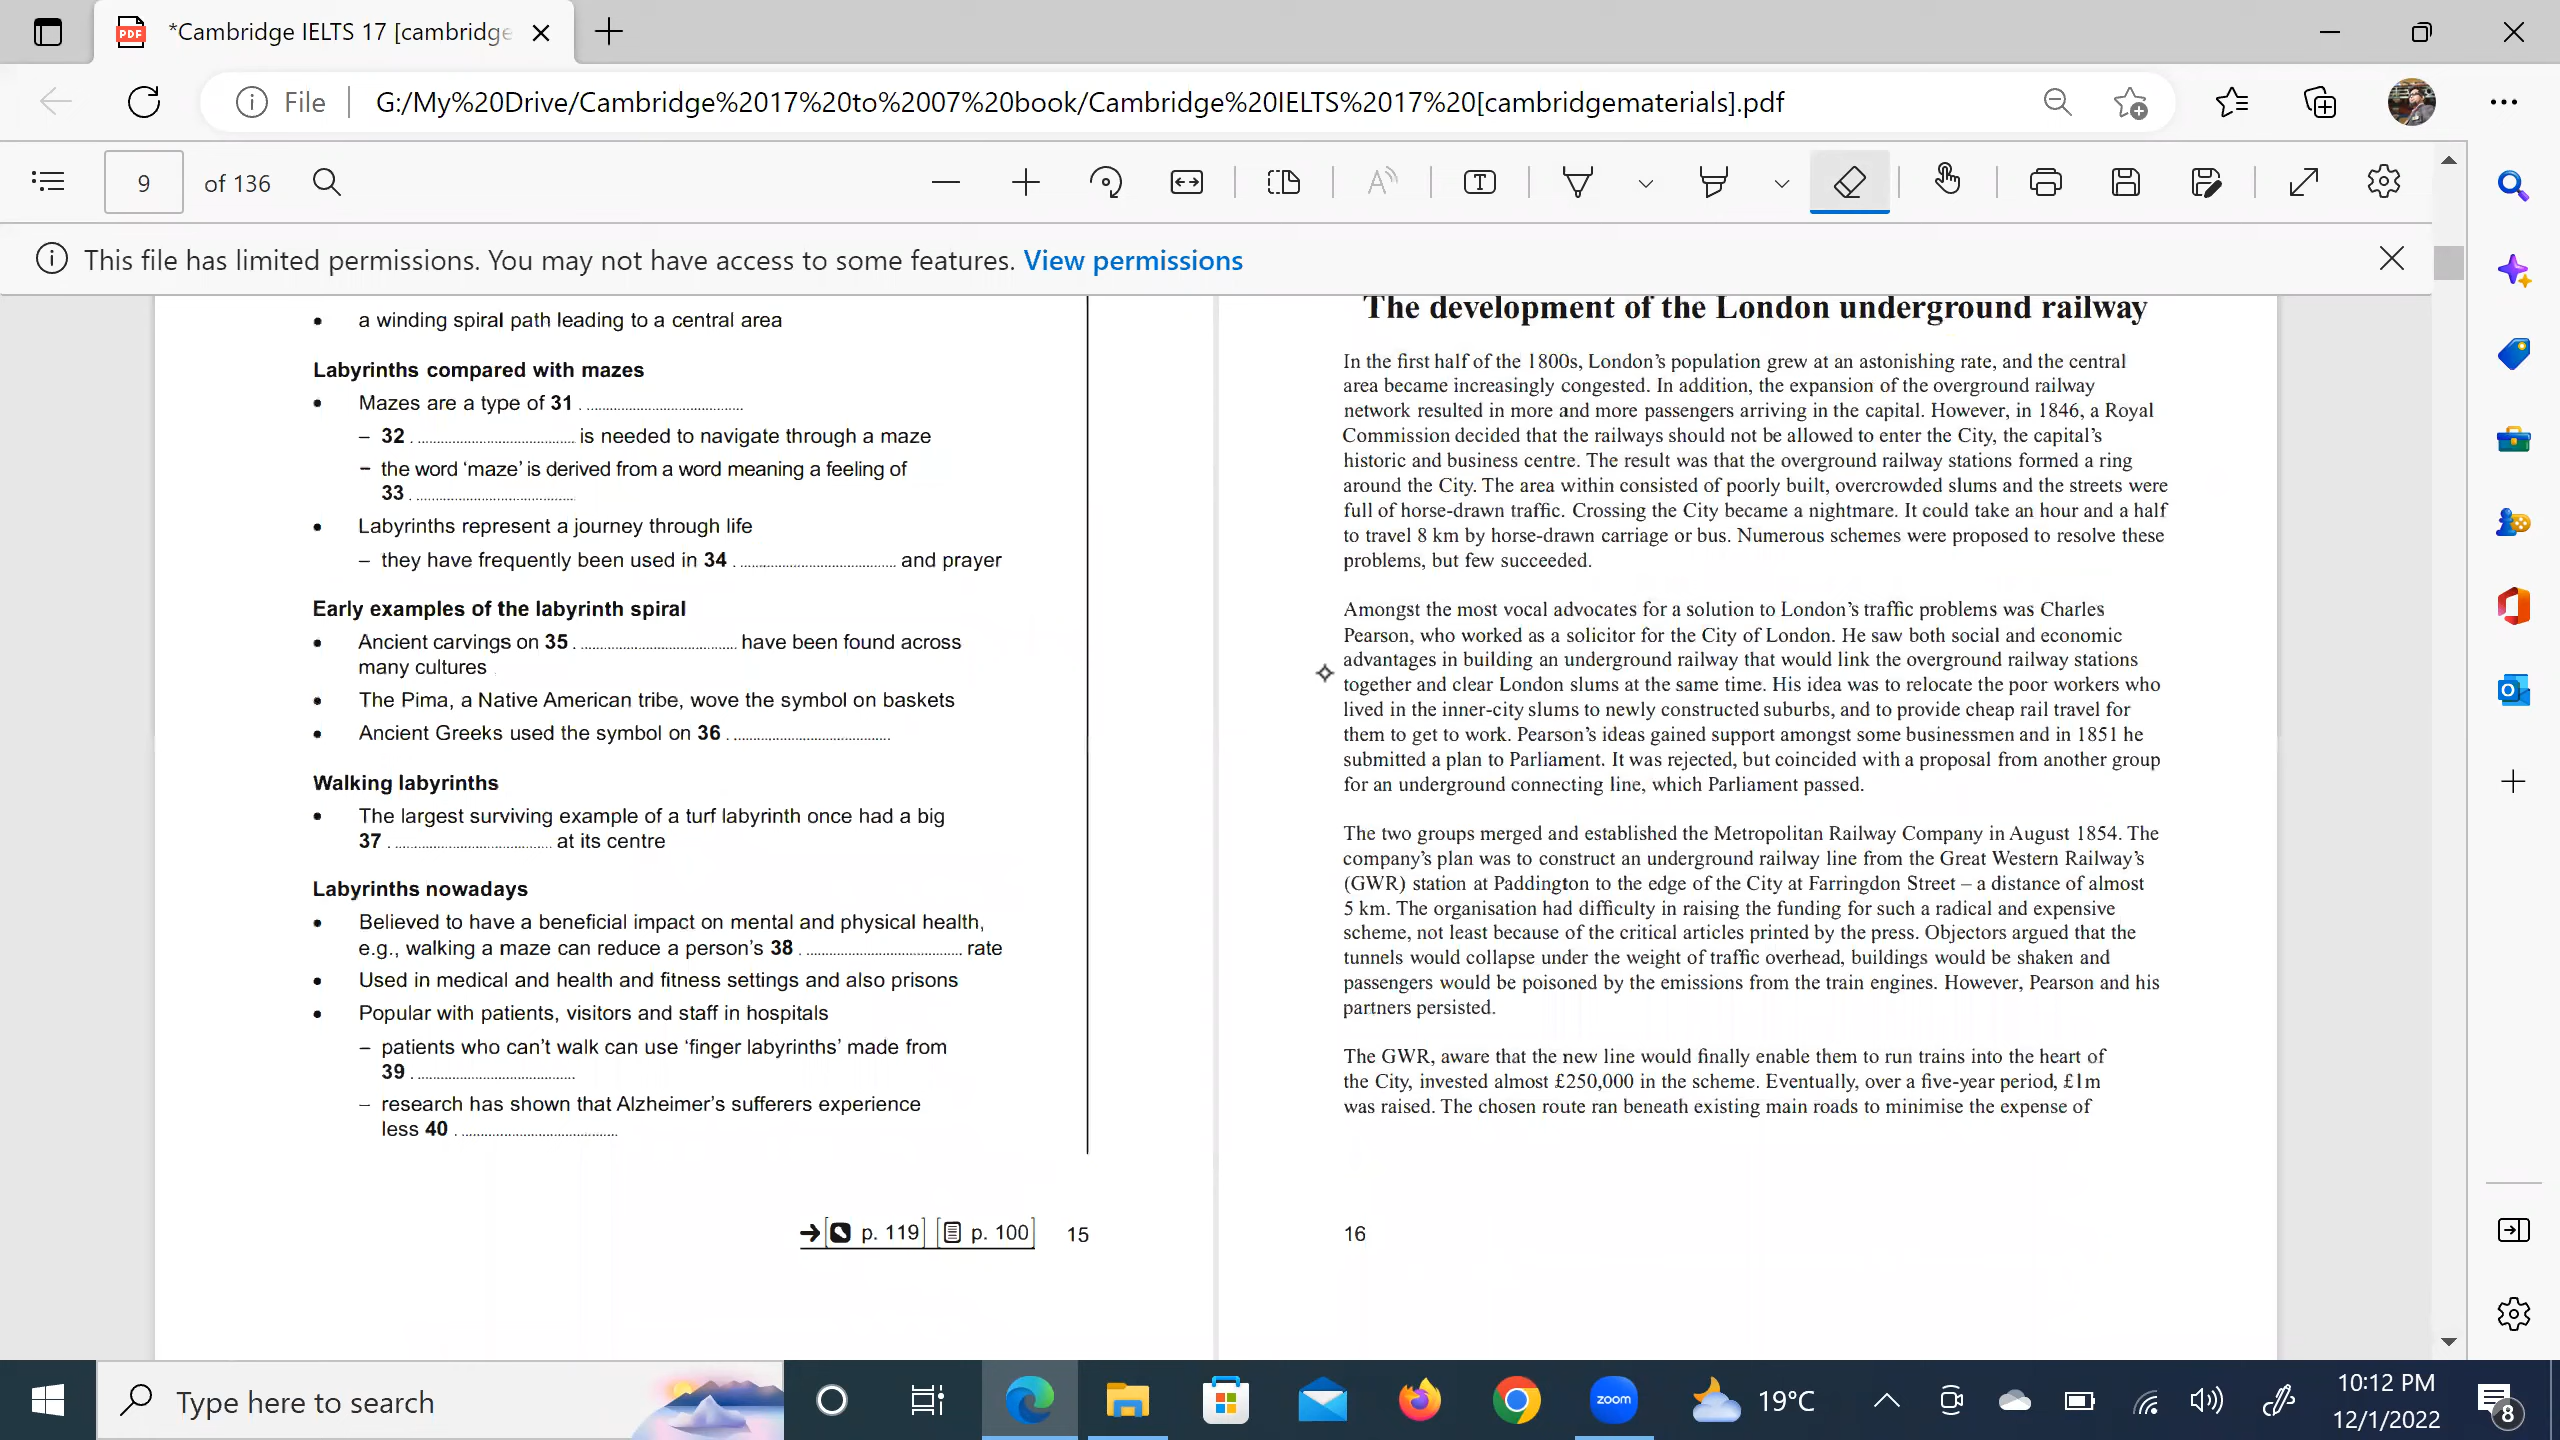 *Cambridge IELTS 17 [cambridge
File
G:/My%20Drive/Cambridge%2017%20to%2007%20book/Cambridge%20IELTS%2017%20[cambridgematerials].pdf
9
of 136
This file has limited permissions. You may not have access to some features. View permissions
• a winding spiral path leading to a central area
Labyrinths compared with mazes
• Mazes are a type of 31 ........................................
– 32 ........................................ is needed to navigate through a maze
– the word ‘maze’ is derived from a word meaning a feeling of
33 ........................................
• Labyrinths represent a journey through life
– they have frequently been used in 34 ........................................ and prayer
Early examples of the labyrinth spiral
• Ancient carvings on 35 ........................................ have been found across
many cultures
• The Pima, a Native American tribe, wove the symbol on baskets
• Ancient Greeks used the symbol on 36 ........................................
Walking labyrinths
• The largest surviving example of a turf labyrinth once had a big
37 ........................................ at its centre
Labyrinths nowadays
• Believed to have a beneficial impact on mental and physical health,
e.g., walking a maze can reduce a person’s 38 ........................................ rate
• Used in medical and health and fitness settings and also prisons
• Popular with patients, visitors and staff in hospitals
– patients who can’t walk can use ‘finger labyrinths’ made from
39 ........................................
– research has shown that Alzheimer’s sufferers experience
less 40 ........................................
p. 119 p. 100 15
The development of the London underground railway
In the first half of the 1800s, London’s population grew at an astonishing rate, and the central
area became increasingly congested. In addition, the expansion of the overground railway
network resulted in more and more passengers arriving in the capital. However, in 1846, a Royal
Commission decided that the railways should not be allowed to enter the City, the capital’s
historic and business centre. The result was that the overground railway stations formed a ring
around the City. The area within consisted of poorly built, overcrowded slums and the streets were
full of horse-drawn traffic. Crossing the City became a nightmare. It could take an hour and a half
to travel 8 km by horse-drawn carriage or bus. Numerous schemes were proposed to resolve these
problems, but few succeeded.
Amongst the most vocal advocates for a solution to London’s traffic problems was Charles
Pearson, who worked as a solicitor for the City of London. He saw both social and economic
advantages in building an underground railway that would link the overground railway stations
together and clear London slums at the same time. His idea was to relocate the poor workers who
lived in the inner-city slums to newly constructed suburbs, and to provide cheap rail travel for
them to get to work. Pearson’s ideas gained support amongst some businessmen and in 1851 he
submitted a plan to Parliament. It was rejected, but coincided with a proposal from another group
for an underground connecting line, which Parliament passed.
The two groups merged and established the Metropolitan Railway Company in August 1854. The
company’s plan was to construct an underground railway line from the Great Western Railway’s
(GWR) station at Paddington to the edge of the City at Farringdon Street – a distance of almost
5 km. The organisation had difficulty in raising the funding for such a radical and expensive
scheme, not least because of the critical articles printed by the press. Objectors argued that the
tunnels would collapse under the weight of traffic overhead, buildings would be shaken and
passengers would be poisoned by the emissions from the train engines. However, Pearson and his
partners persisted.
The GWR, aware that the new line would finally enable them to run trains into the heart of
the City, invested almost £250,000 in the scheme. Eventually, over a five-year period, £1m
was raised. The chosen route ran beneath existing main roads to minimise the expense of
16
Type here to search
zoom
19°C
10:12 PM
12/1/2022
8